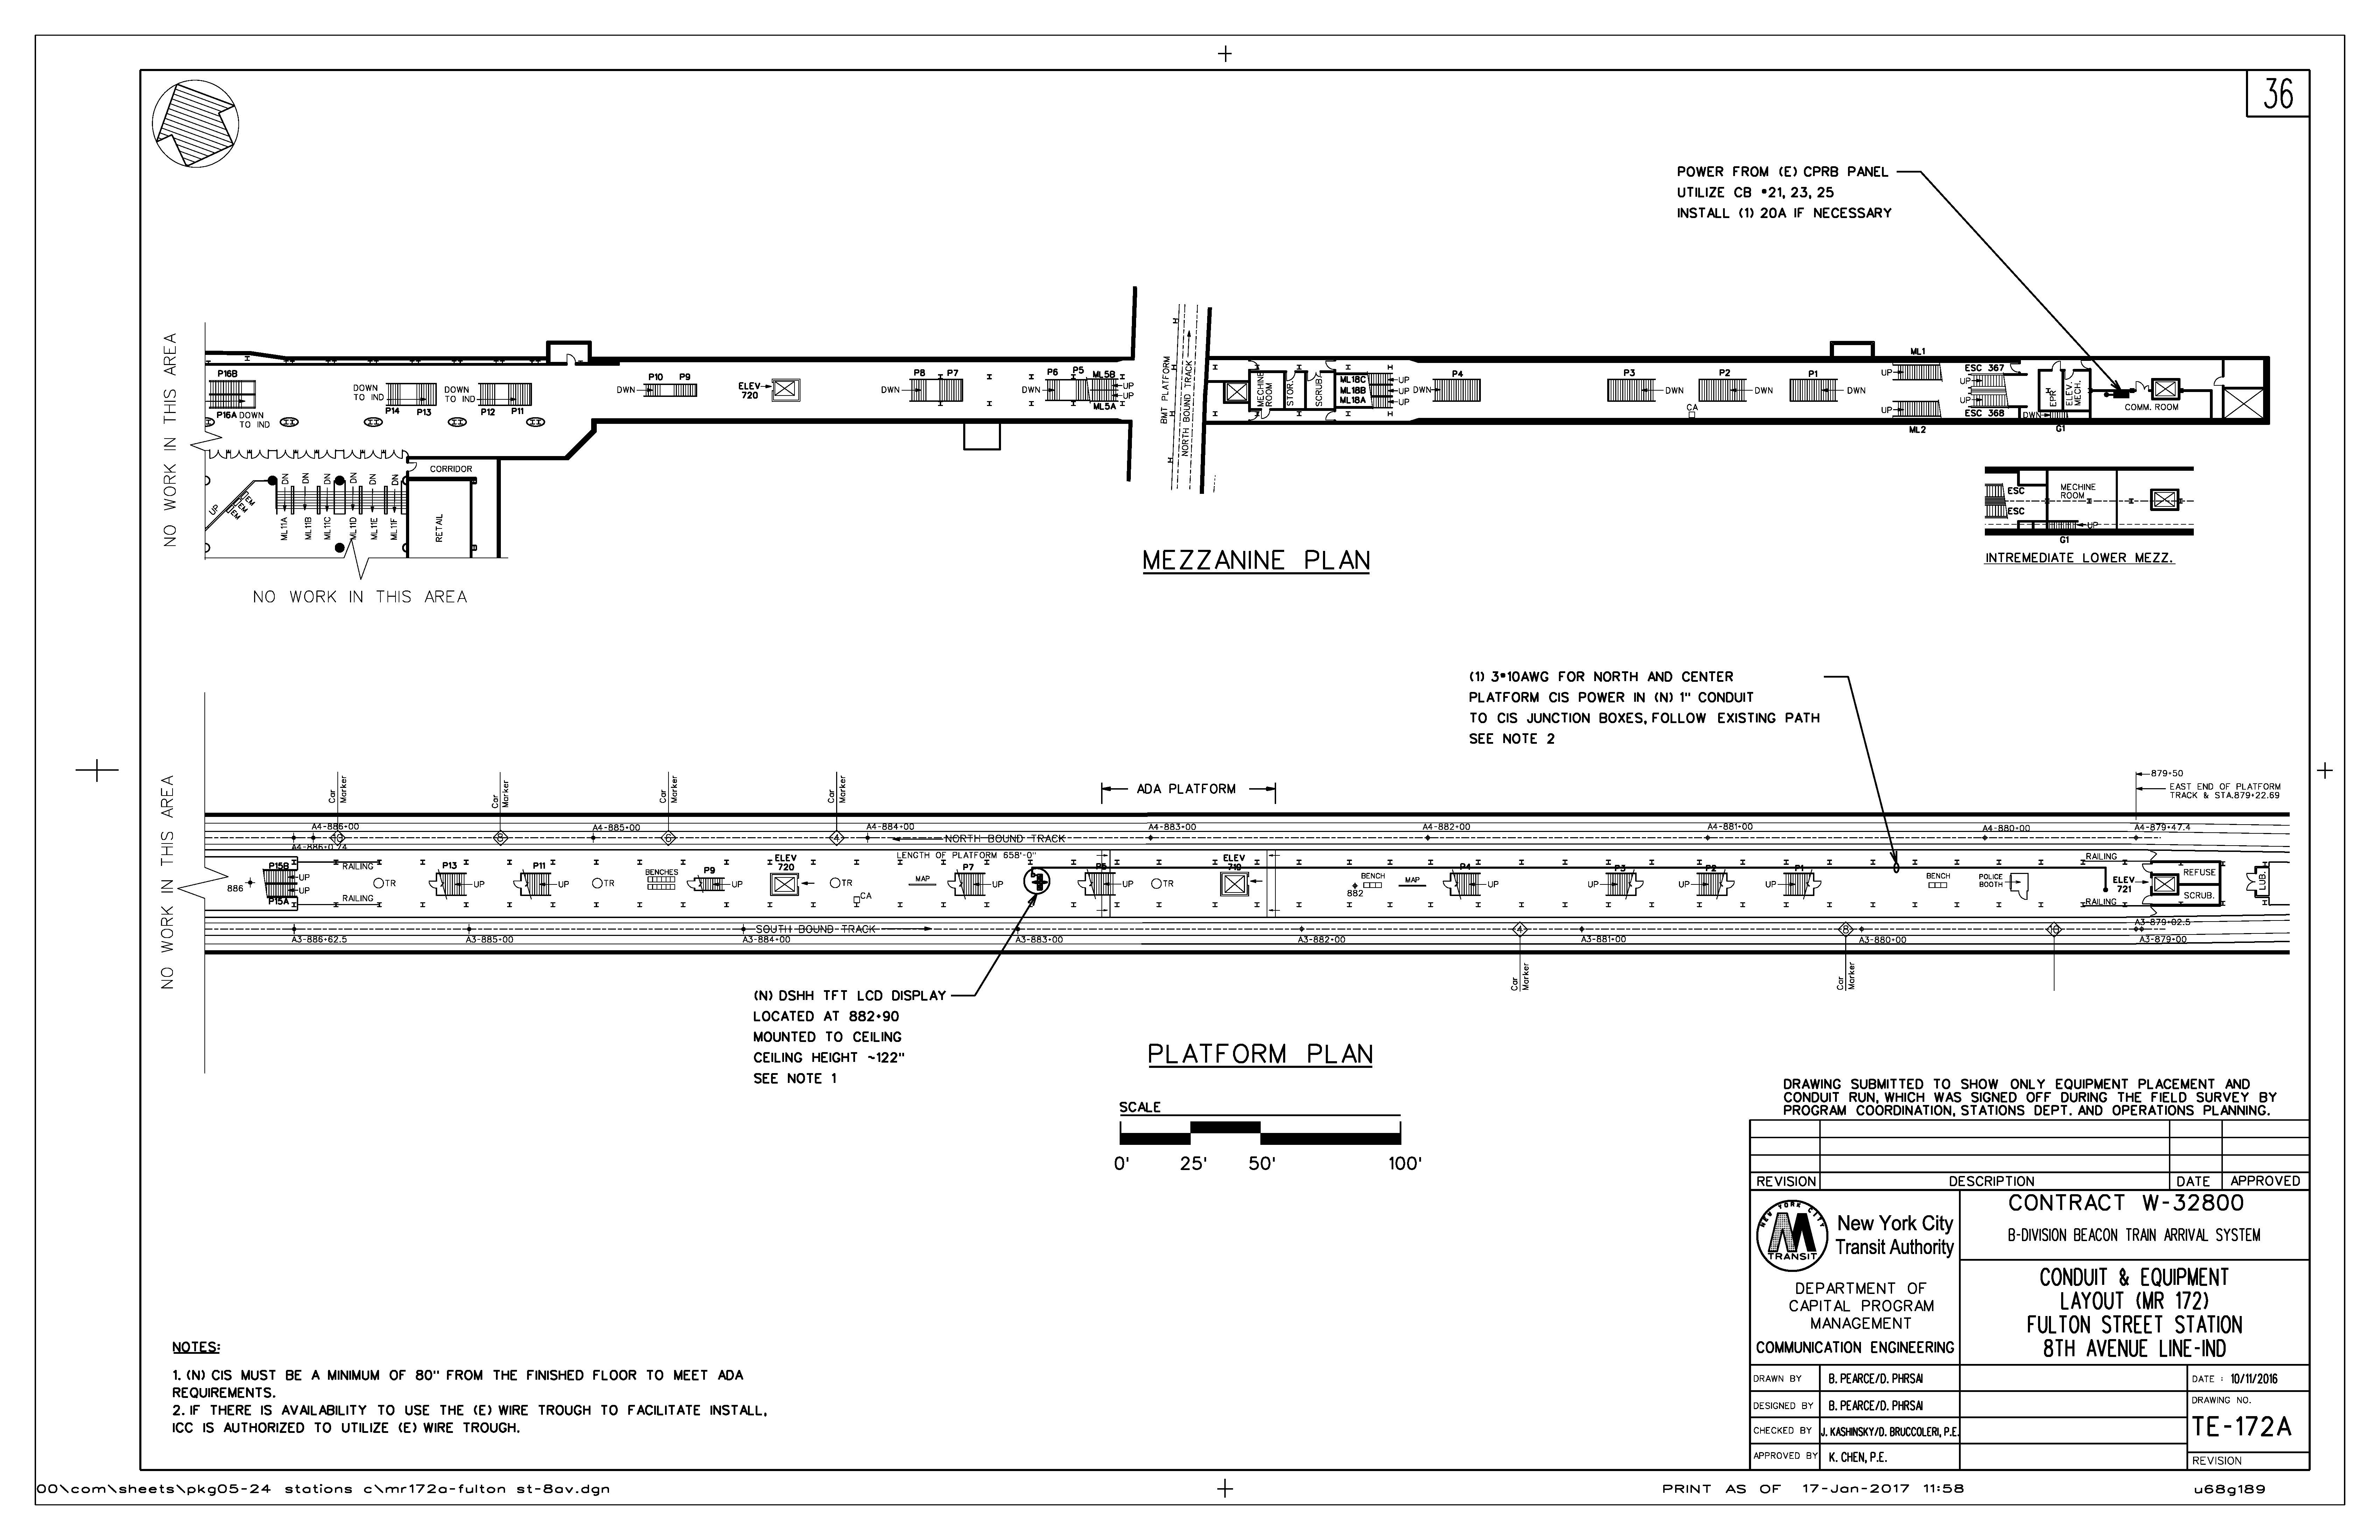 36
POWER FROM (E) CPRB PANEL
UTILIZE CB #21, 23, 25
INSTALL (1) 20A IF NECESSARY
NO WORK IN THIS AREA
P16B
P16A DOWN
TO IND
DOWN
TO IND
P14
P13
DOWN
TO IND
P12
P11
DWN
P10
P9
ELEV
720
DWN
P8
P7
DWN
P6
P5
ML5B
UP
UP
ML5A
BMT PLATFORM
NORTH BOUND TRACK
MECHINE
ROOM
STOR.
SCRUB.
ML18C
ML18B
ML18A
UP
UP
UP
DWN
P4
P3
DWN
P2
DWN
P1
DWN
CA
ML1
UP
UP
ML2
ESC 367
UP
UP
ESC 368
DWN
G1
EPR
ELEV.
MECH.
COMM. ROOM
CORRIDOR
RETAIL
UP
DN
DN
DN
DN
DN
DN
ML11A
ML11B
ML11C
ML11D
ML11E
ML11F
NO WORK IN THIS AREA
MEZZANINE PLAN
ESC
ESC
MECHINE
ROOM
UP
G1
INTREMEDIATE LOWER MEZZ.
(1) 3#10AWG FOR NORTH AND CENTER
PLATFORM CIS POWER IN (N) 1" CONDUIT
TO CIS JUNCTION BOXES, FOLLOW EXISTING PATH
SEE NOTE 2
NO WORK IN THIS AREA
Car
Marker
Car
Marker
Car
Marker
Car
Marker
ADA PLATFORM
879+50
EAST END OF PLATFORM
TRACK & STA.879+22.69
A4-886+00
A4-885+00
A4-884+00
A4-883+00
A4-882+00
A4-881+00
A4-880+00
A4-879+47.4
10
8
6
4
NORTH BOUND TRACK
A4-886+0.74
LENGTH OF PLATFORM 658'-0"
886
P15B
UP
UP
P15A
RAILING
RAILING
TR
P13
UP
P11
UP
TR
BENCHES
P9
UP
ELEV
720
TR
CA
MAP
P7
UP
P5
UP
TR
ELEV
719
882
BENCH
MAP
P4
UP
UP
P3
UP
P2
UP
P1
BENCH
POLICE
BOOTH
RAILING
RAILING
ELEV
721
REFUSE
SCRUB.
LUB.
SOUTH BOUND TRACK
A3-886+62.5
A3-885+00
A3-884+00
A3-883+00
A3-882+00
4
A3-881+00
8
A3-880+00
10
A3-879+82.5
A3-879+00
Car
Marker
Car
Marker
(N) DSHH TFT LCD DISPLAY
LOCATED AT 882+90
MOUNTED TO CEILING
CEILING HEIGHT ~122"
SEE NOTE 1
PLATFORM PLAN
SCALE
0' 25' 50' 100'
DRAWING SUBMITTED TO SHOW ONLY EQUIPMENT PLACEMENT AND
CONDUIT RUN, WHICH WAS SIGNED OFF DURING THE FIELD SURVEY BY
PROGRAM COORDINATION, STATIONS DEPT. AND OPERATIONS PLANNING.
REVISION DESCRIPTION DATE APPROVED
NEW YORK CITY
TRANSIT
New York City
Transit Authority
DEPARTMENT OF
CAPITAL PROGRAM
MANAGEMENT
COMMUNICATION ENGINEERING
CONTRACT W-32800
B-DIVISION BEACON TRAIN ARRIVAL SYSTEM
CONDUIT & EQUIPMENT
LAYOUT (MR 172)
FULTON STREET STATION
8TH AVENUE LINE-IND
DRAWN BY B. PEARCE/D. PHRSAI
DESIGNED BY B. PEARCE/D. PHRSAI
CHECKED BY J. KASHINSKY/D. BRUCCOLERI, P.E.
APPROVED BY K. CHEN, P.E.
DATE : 10/11/2016
DRAWING NO.
TE-172A
REVISION
NOTES:
1. (N) CIS MUST BE A MINIMUM OF 80" FROM THE FINISHED FLOOR TO MEET ADA
REQUIREMENTS.
2. IF THERE IS AVAILABILITY TO USE THE (E) WIRE TROUGH TO FACILITATE INSTALL,
ICC IS AUTHORIZED TO UTILIZE (E) WIRE TROUGH.
00\com\sheets\pkg05-24 stations c\mr172a-fulton st-8av.dgn
PRINT AS OF 17-Jan-2017 11:58
u68g189